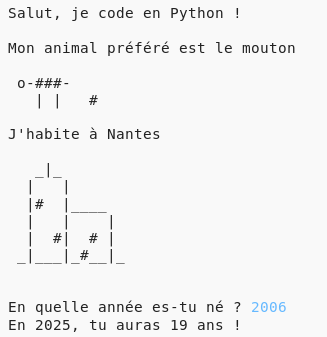 Salut, je code en Python !
Mon animal préféré est le mouton
 o-###-
   | |   #
J'habite à Nantes
   _|_
  |   |
  |#  |____
  |   |    |
  |  #|  # |
 _|___|_#__|_
En quelle année es-tu né ? 2006
En 2025, tu auras 19 ans !